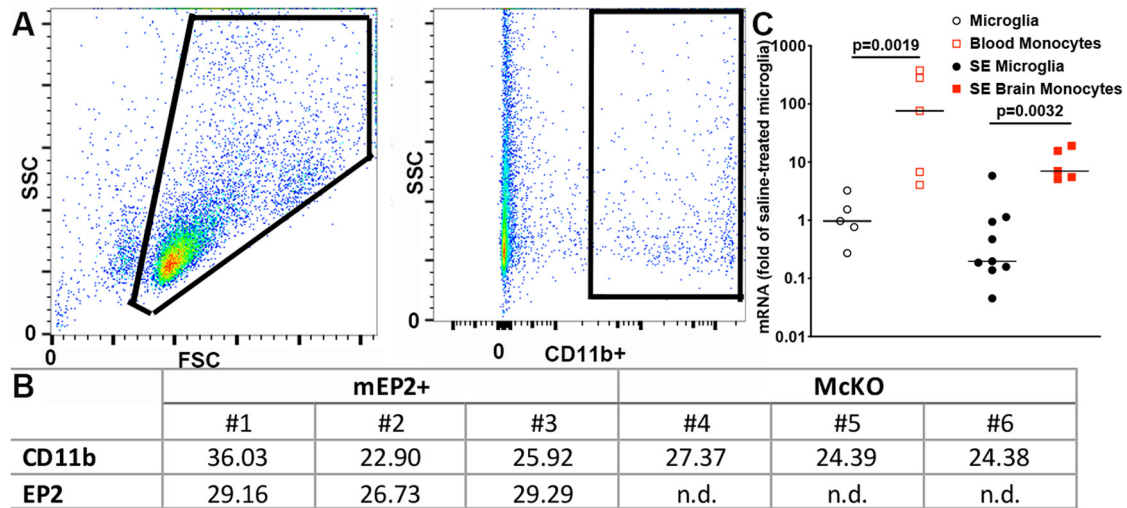 A
SSC
0
0
FSC
SSC
0
0
CD11b+
C
Microglia
Blood Monocytes
SE Microglia
SE Brain Monocytes
mRNA (fold of saline-treated microglia)
1000
100
10
1
0.1
0.01
p=0.0019
p=0.0032
B
mEP2+ McKO
#1 #2 #3 #4 #5 #6
CD11b 36.03 22.90 25.92 27.37 24.39 24.38
EP2 29.16 26.73 29.29 n.d. n.d. n.d.